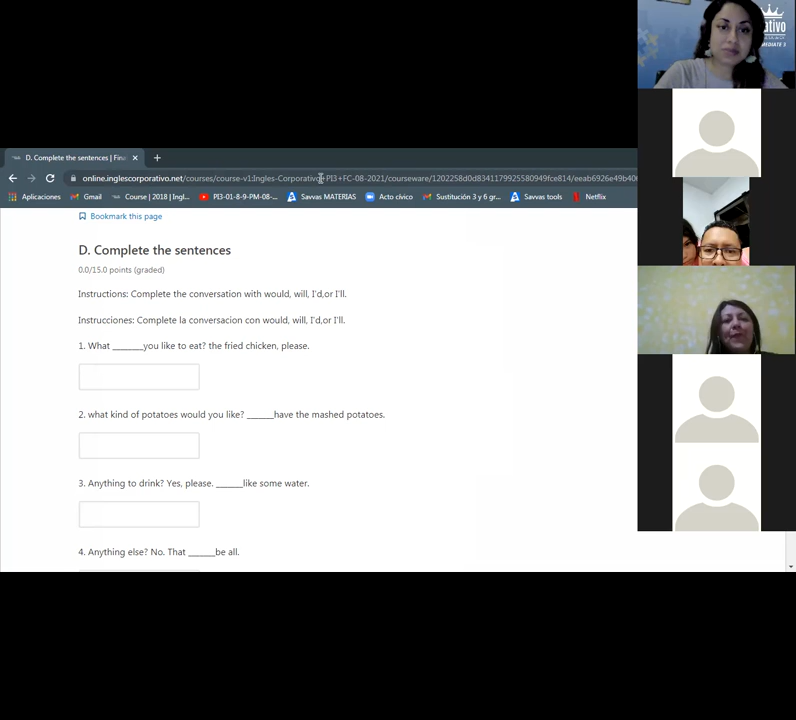 D. Complete the sentences | Fina
online.inglescorporativo.net/courses/course-v1:Ingles-Corporativo+PI3+FC-08-2021/courseware/1202258d0d8341179925580949fce814/eeab6926e49b40
Aplicaciones Gmail Course | 2018 | Ingl... PI3-01-8-9-PM-08-... Savvas MATERIAS Acto cívico Sustitución 3 y 6 gr... Savvas tools Netflix
Bookmark this page
D. Complete the sentences
0.0/15.0 points (graded)
Instructions: Complete the conversation with would, will, I'd,or I'll.
Instrucciones: Complete la conversacion con would, will, I'd,or I'll.
1. What _______you like to eat? the fried chicken, please.
2. what kind of potatoes would you like? ______have the mashed potatoes.
3. Anything to drink? Yes, please. ______like some water.
4. Anything else? No. That ______be all.
ativo
MEDIATE 3